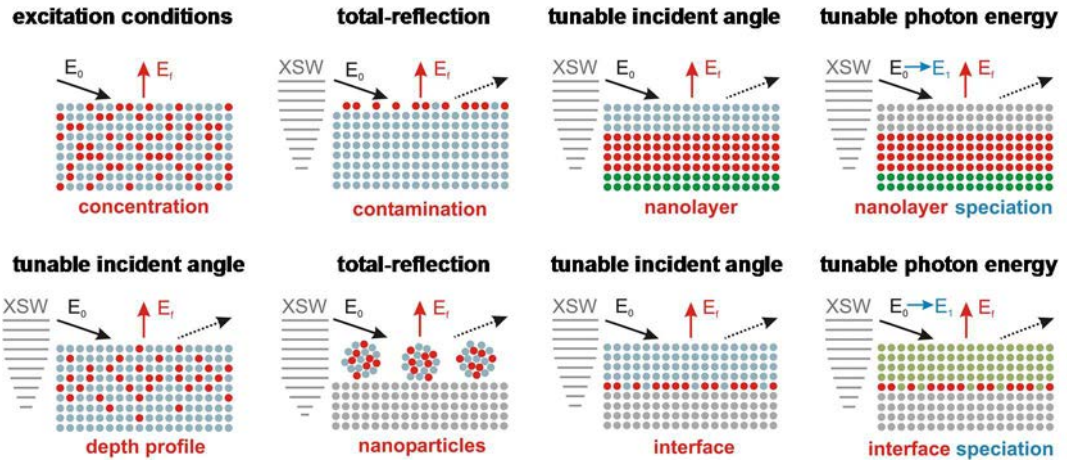 excitation conditions
total-reflection
tunable incident angle
tunable photon energy
E0
Ef
XSW
E0
Ef
XSW
E0
Ef
XSW
E0
E1
Ef
concentration
contamination
nanolayer
nanolayer speciation
tunable incident angle
total-reflection
tunable incident angle
tunable photon energy
XSW
E0
Ef
XSW
E0
Ef
XSW
E0
Ef
XSW
E0
E1
Ef
depth profile
nanoparticles
interface
interface speciation